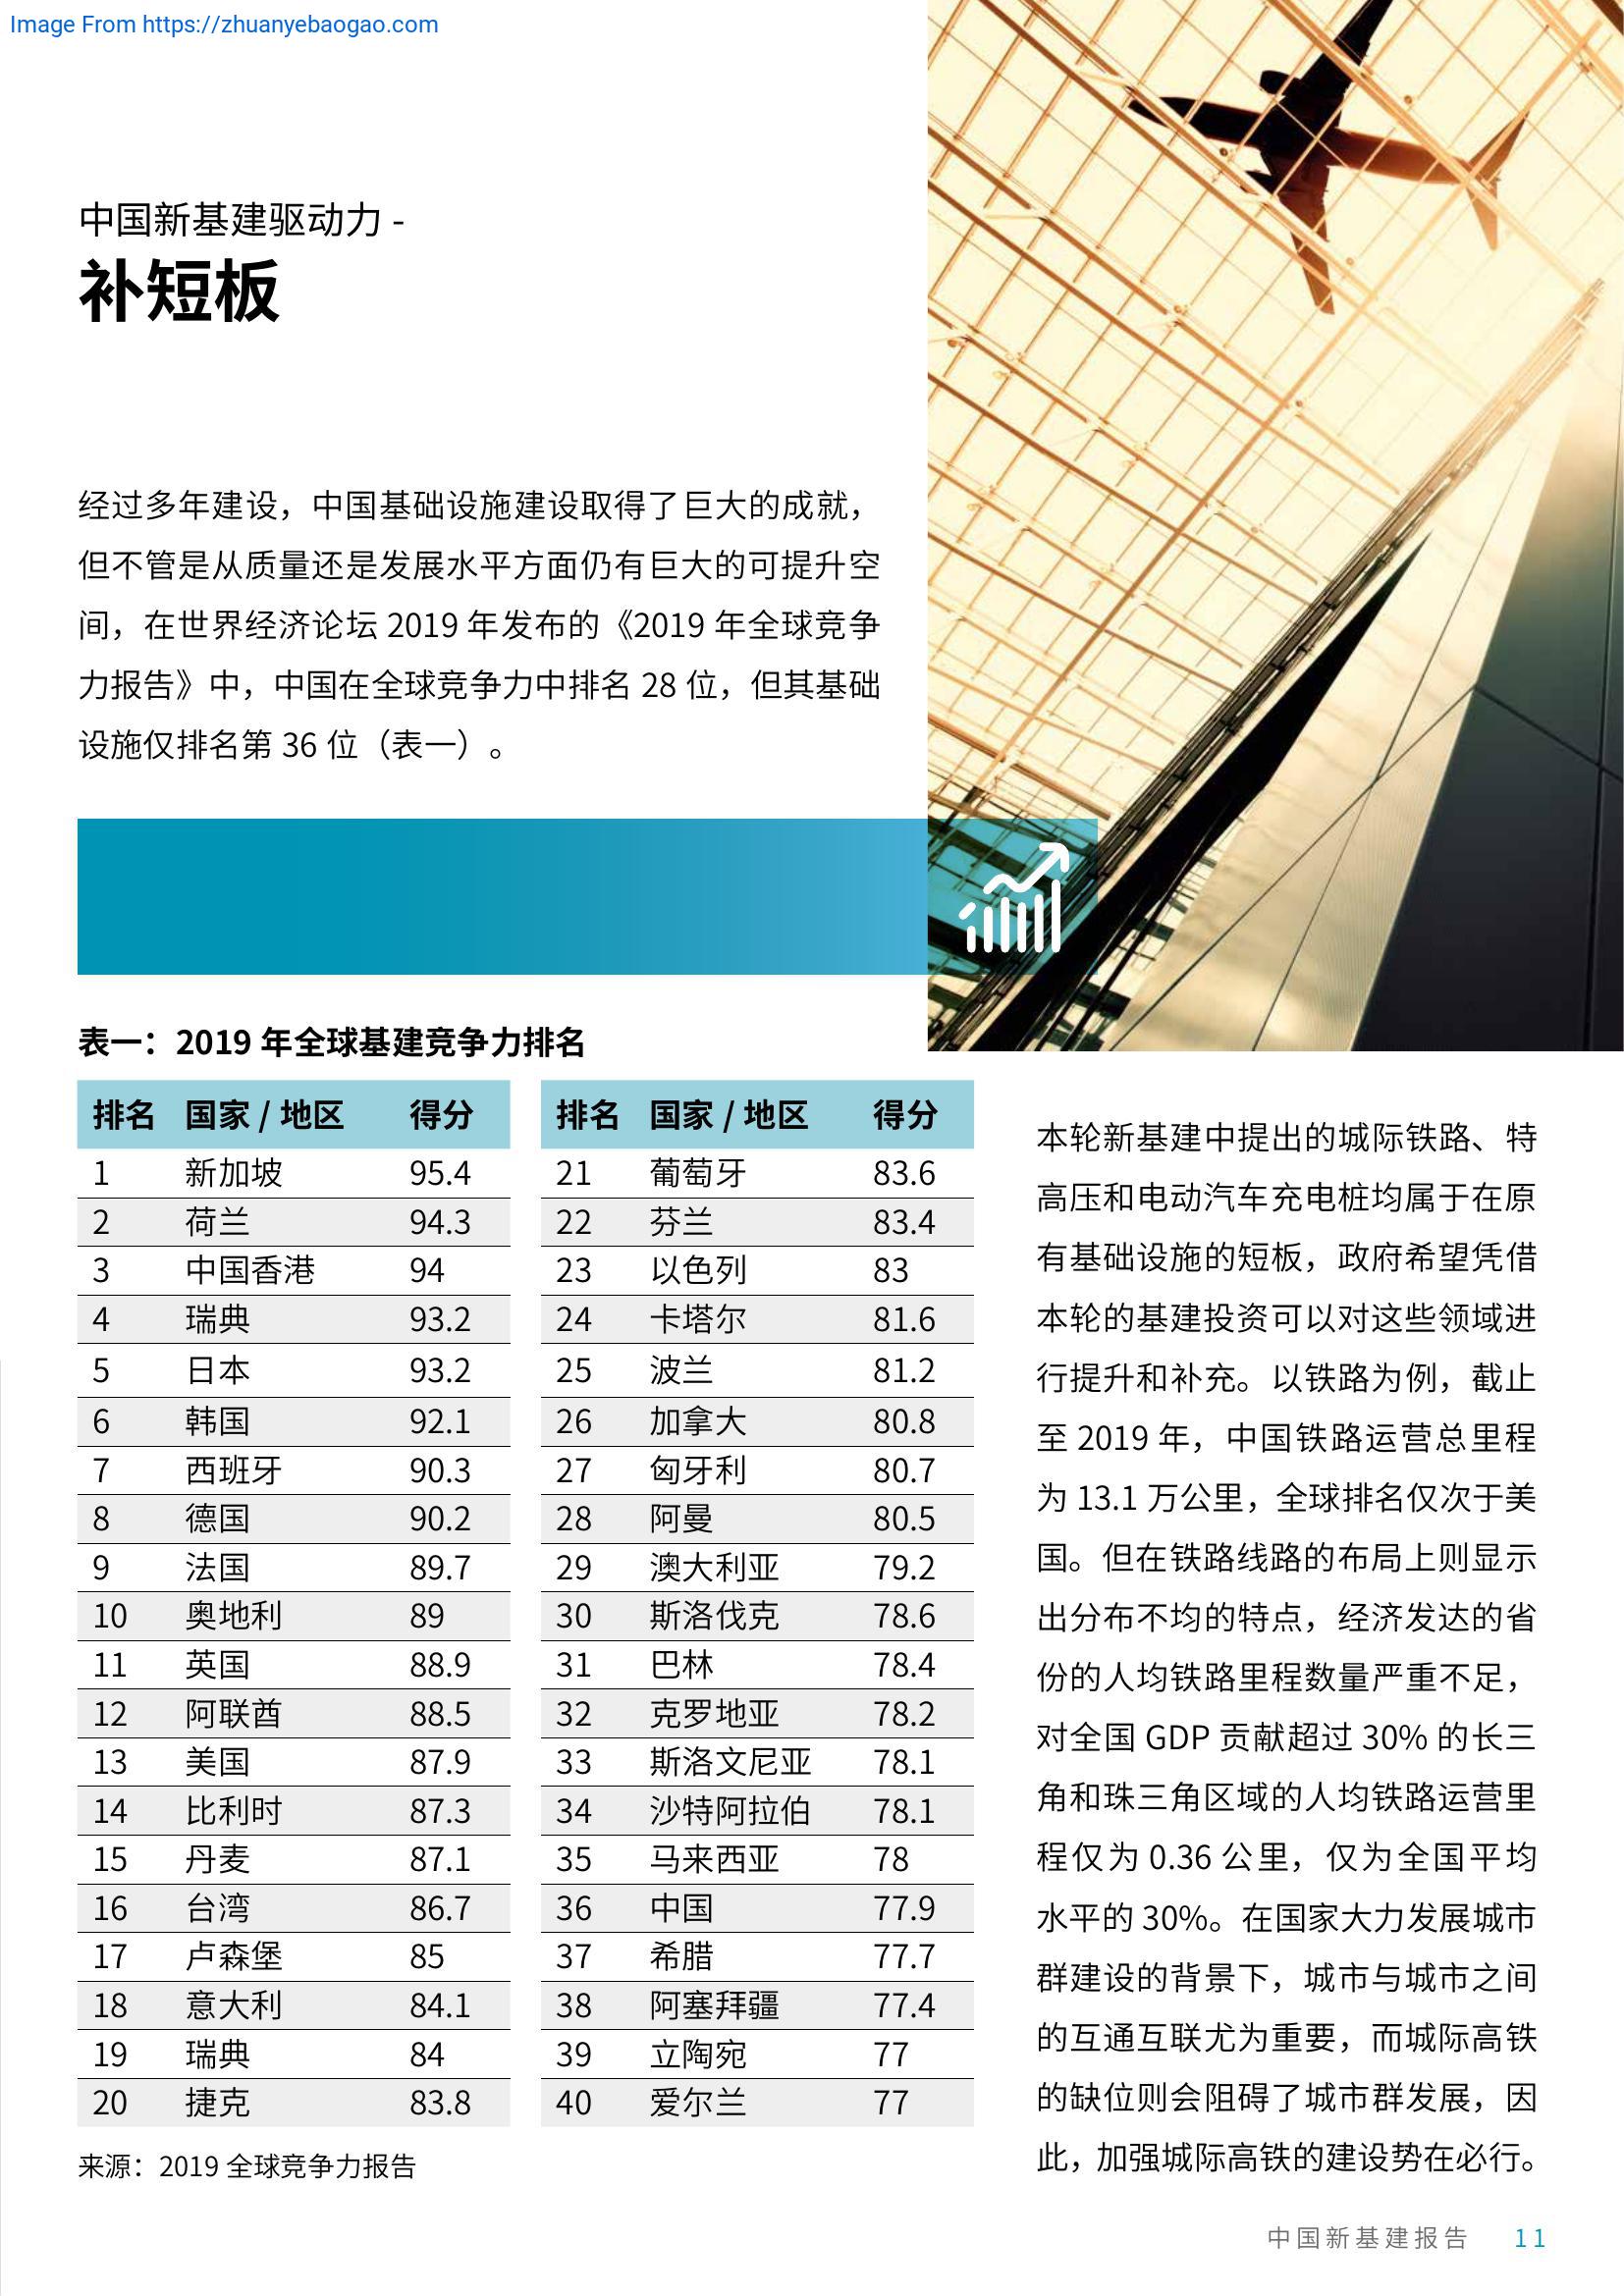 Image From https://zhuanyebaogao.com
中国新基建驱动力 -
补短板
经过多年建设，中国基础设施建设取得了巨大的成就，
但不管是从质量还是发展水平方面仍有巨大的可提升空
间，在世界经济论坛 2019 年发布的《2019 年全球竞争
力报告》中，中国在全球竞争力中排名 28 位，但其基础
设施仅排名第 36 位（表一）。
表一：2019 年全球基建竞争力排名
排名 国家 / 地区 得分
1 新加坡 95.4
2 荷兰 94.3
3 中国香港 94
4 瑞典 93.2
5 日本 93.2
6 韩国 92.1
7 西班牙 90.3
8 德国 90.2
9 法国 89.7
10 奥地利 89
11 英国 88.9
12 阿联酋 88.5
13 美国 87.9
14 比利时 87.3
15 丹麦 87.1
16 台湾 86.7
17 卢森堡 85
18 意大利 84.1
19 瑞典 84
20 捷克 83.8
排名 国家 / 地区 得分
21 葡萄牙 83.6
22 芬兰 83.4
23 以色列 83
24 卡塔尔 81.6
25 波兰 81.2
26 加拿大 80.8
27 匈牙利 80.7
28 阿曼 80.5
29 澳大利亚 79.2
30 斯洛伐克 78.6
31 巴林 78.4
32 克罗地亚 78.2
33 斯洛文尼亚 78.1
34 沙特阿拉伯 78.1
35 马来西亚 78
36 中国 77.9
37 希腊 77.7
38 阿塞拜疆 77.4
39 立陶宛 77
40 爱尔兰 77
来源：2019 全球竞争力报告
本轮新基建中提出的城际铁路、特
高压和电动汽车充电桩均属于在原
有基础设施的短板，政府希望凭借
本轮的基建投资可以对这些领域进
行提升和补充。以铁路为例，截止
至 2019 年，中国铁路运营总里程
为 13.1 万公里，全球排名仅次于美
国。但在铁路线路的布局上则显示
出分布不均的特点，经济发达的省
份的人均铁路里程数量严重不足，
对全国 GDP 贡献超过 30% 的长三
角和珠三角区域的人均铁路运营里
程仅为 0.36 公里，仅为全国平均
水平的 30%。在国家大力发展城市
群建设的背景下，城市与城市之间
的互通互联尤为重要，而城际高铁
的缺位则会阻碍了城市群发展，因
此，加强城际高铁的建设势在必行。
中国新基建报告 11